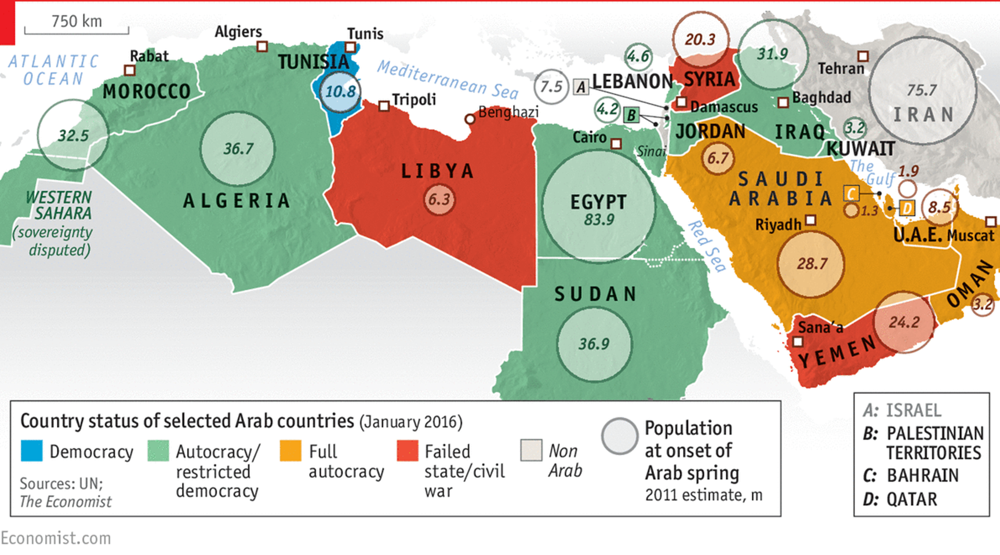 750 km
Algiers
Tunis
Rabat
ATLANTIC
OCEAN
TUNISIA
Mediterranean Sea
MOROCCO
10.8
Tripoli
Benghazi
32.5
36.7
ALGERIA
LIBYA
6.3
WESTERN
SAHARA
(sovereignty
disputed)
20.3
4.6
31.9
Tehran
75.7
IRAN
7.5
A
LEBANON
SYRIA
4.2
B
Damascus
Baghdad
JORDAN
IRAQ
3.2
KUWAIT
Cairo
Sinai
6.7
The
Gulf
1.9
SAUDI
ARABIA
C
1.3
D
8.5
EGYPT
83.9
Riyadh
U.A.E.
Muscat
Red Sea
28.7
OMAN
3.2
SUDAN
36.9
Sana'a
24.2
YEMEN
Country status of selected Arab countries (January 2016)
Democracy
Autocracy/
restricted
democracy
Full
autocracy
Failed
state/civil
war
Non
Arab
Population
at onset of
Arab spring
2011 estimate, m
Sources: UN;
The Economist
A: ISRAEL
B: PALESTINIAN
TERRITORIES
C: BAHRAIN
D: QATAR
Economist.com